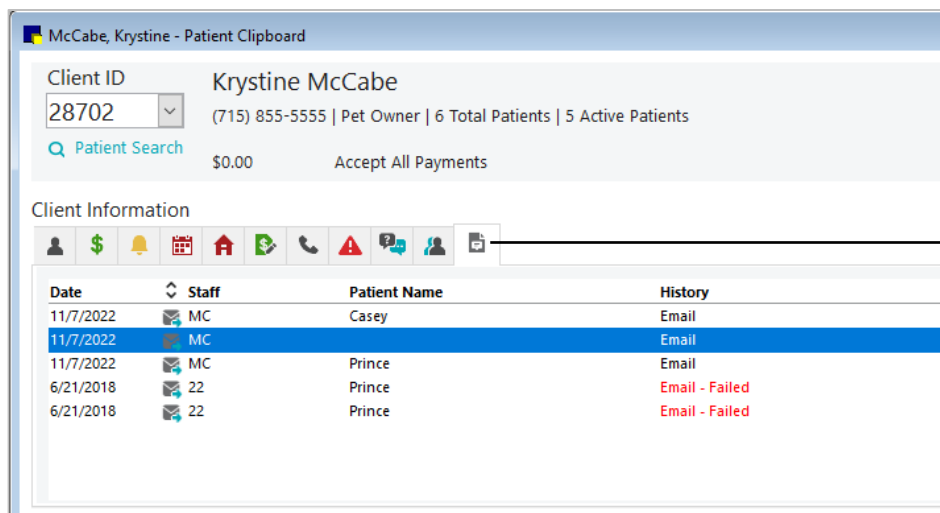 McCabe, Krystine - Patient Clipboard
Client ID
Krystine McCabe
28702
(715) 855-5555 | Pet Owner | 6 Total Patients | 5 Active Patients
Patient Search
$0.00 Accept All Payments
Client Information
Date Staff Patient Name History
11/7/2022 MC Casey Email
11/7/2022 MC Email
11/7/2022 MC Prince Email
6/21/2018 22 Prince Email - Failed
6/21/2018 22 Prince Email - Failed